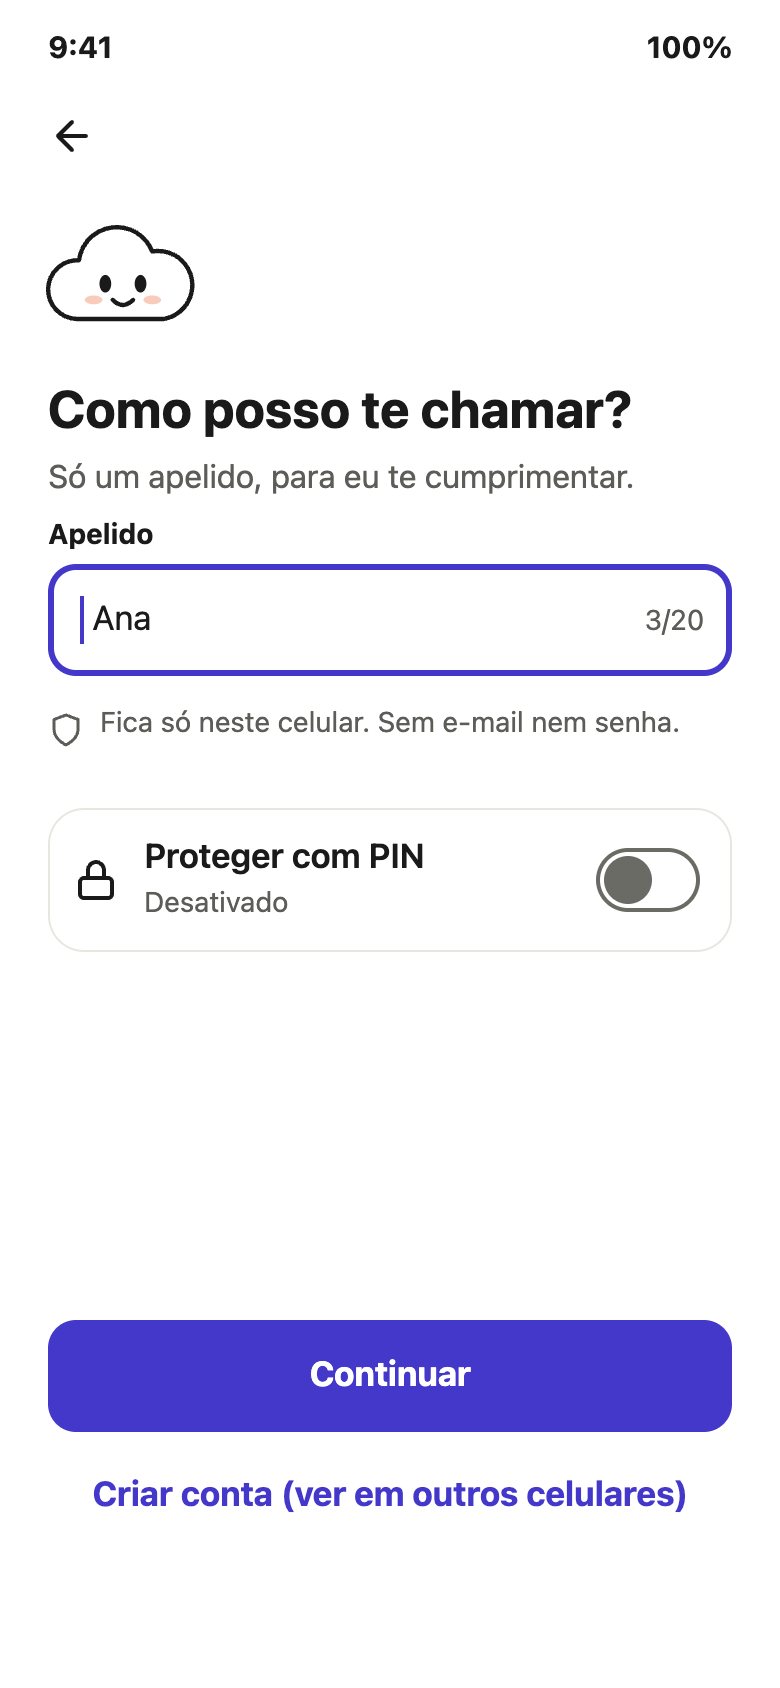 9:41 100%
Como posso te chamar?
Só um apelido, para eu te cumprimentar.
Apelido
Ana 3/20
Fica só neste celular. Sem e-mail nem senha.
Proteger com PIN
Desativado
Continuar
Criar conta (ver em outros celulares)